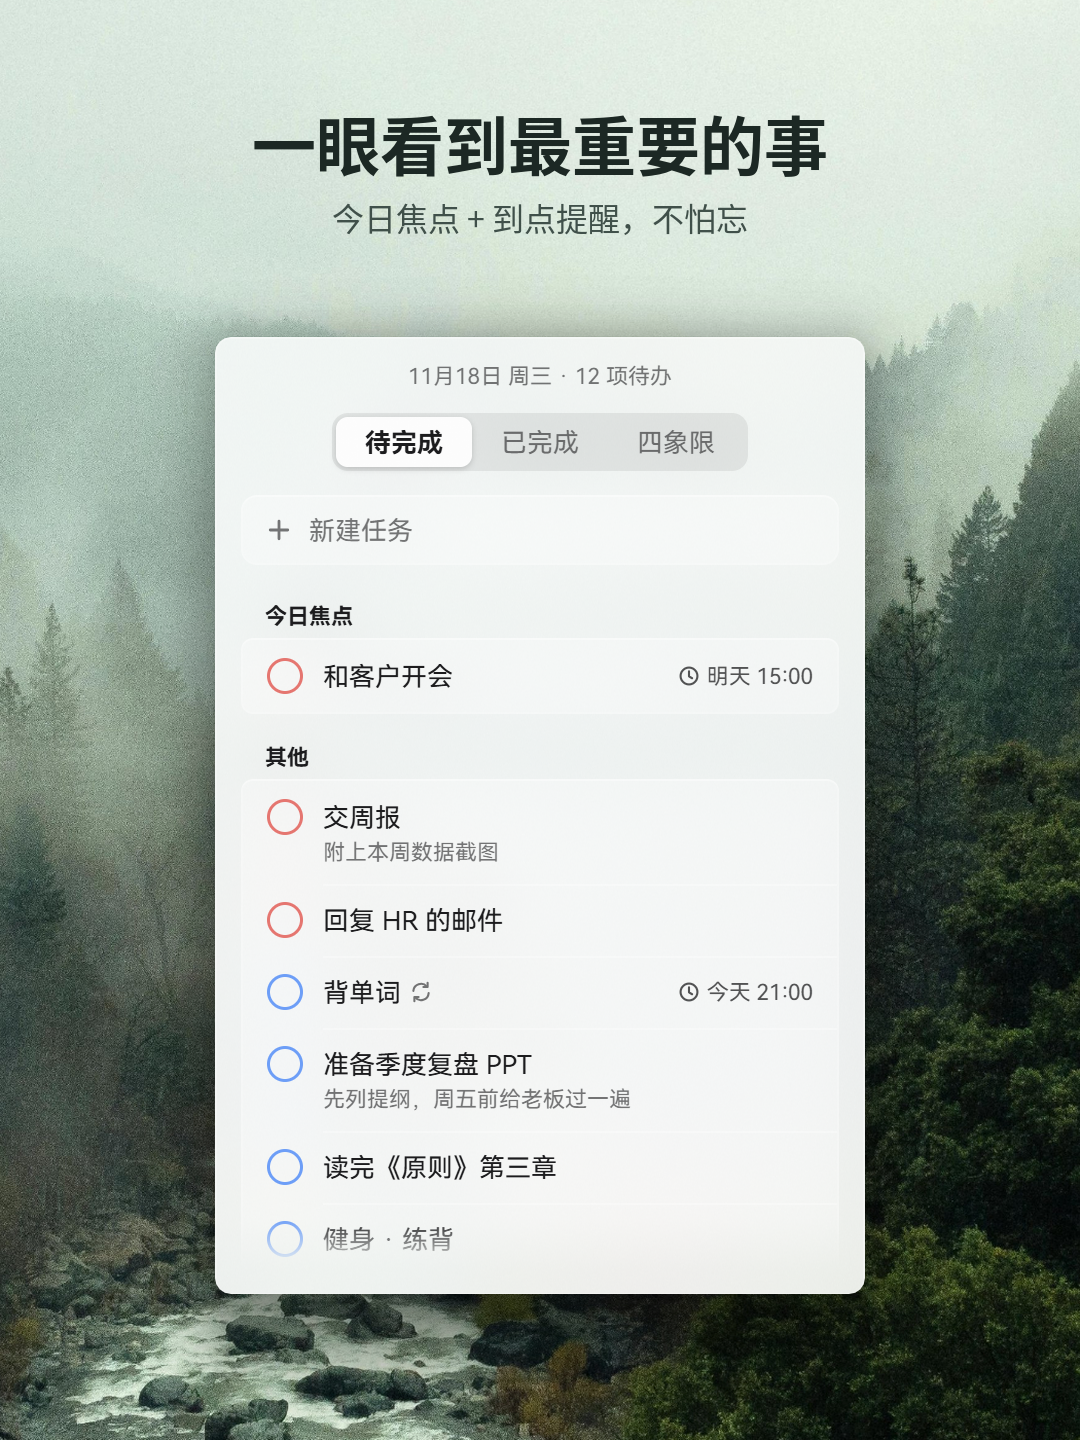 一眼看到最重要的事
今日焦点 + 到点提醒，不怕忘
11月18日 周三 · 12 项待办
待完成 已完成 四象限
新建任务
今日焦点
和客户开会 明天 15:00
其他
交周报
附上本周数据截图
回复 HR 的邮件
背单词 今天 21:00
准备季度复盘 PPT
先列提纲，周五前给老板过一遍
读完《原则》第三章
健身 · 练背